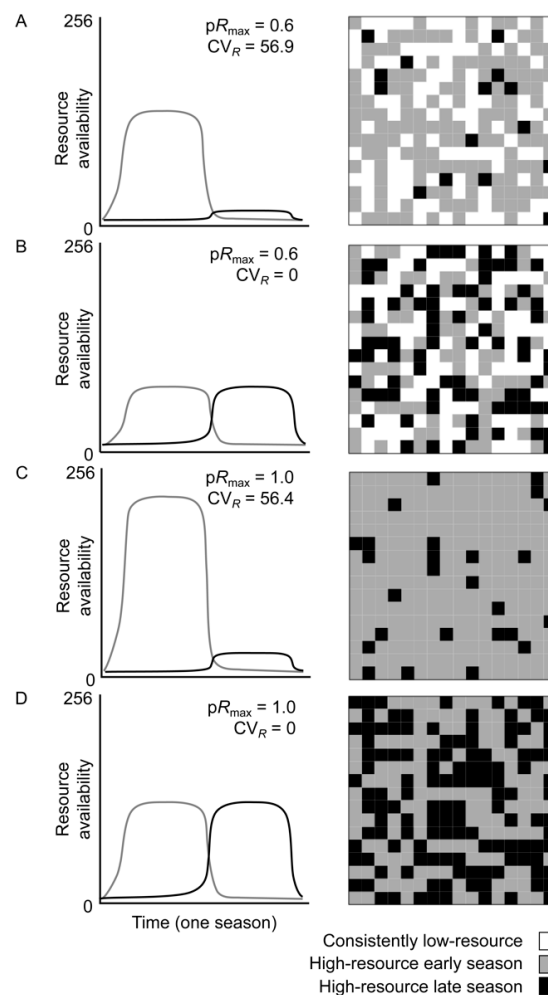 A
256
pRmax = 0.6
CVR = 56.9
Resource
availability
0
B
256
pRmax = 0.6
CVR = 0
Resource
availability
0
C
256
pRmax = 1.0
CVR = 56.4
Resource
availability
0
D
256
pRmax = 1.0
CVR = 0
Resource
availability
0
Time (one season)
Consistently low-resource
High-resource early season
High-resource late season